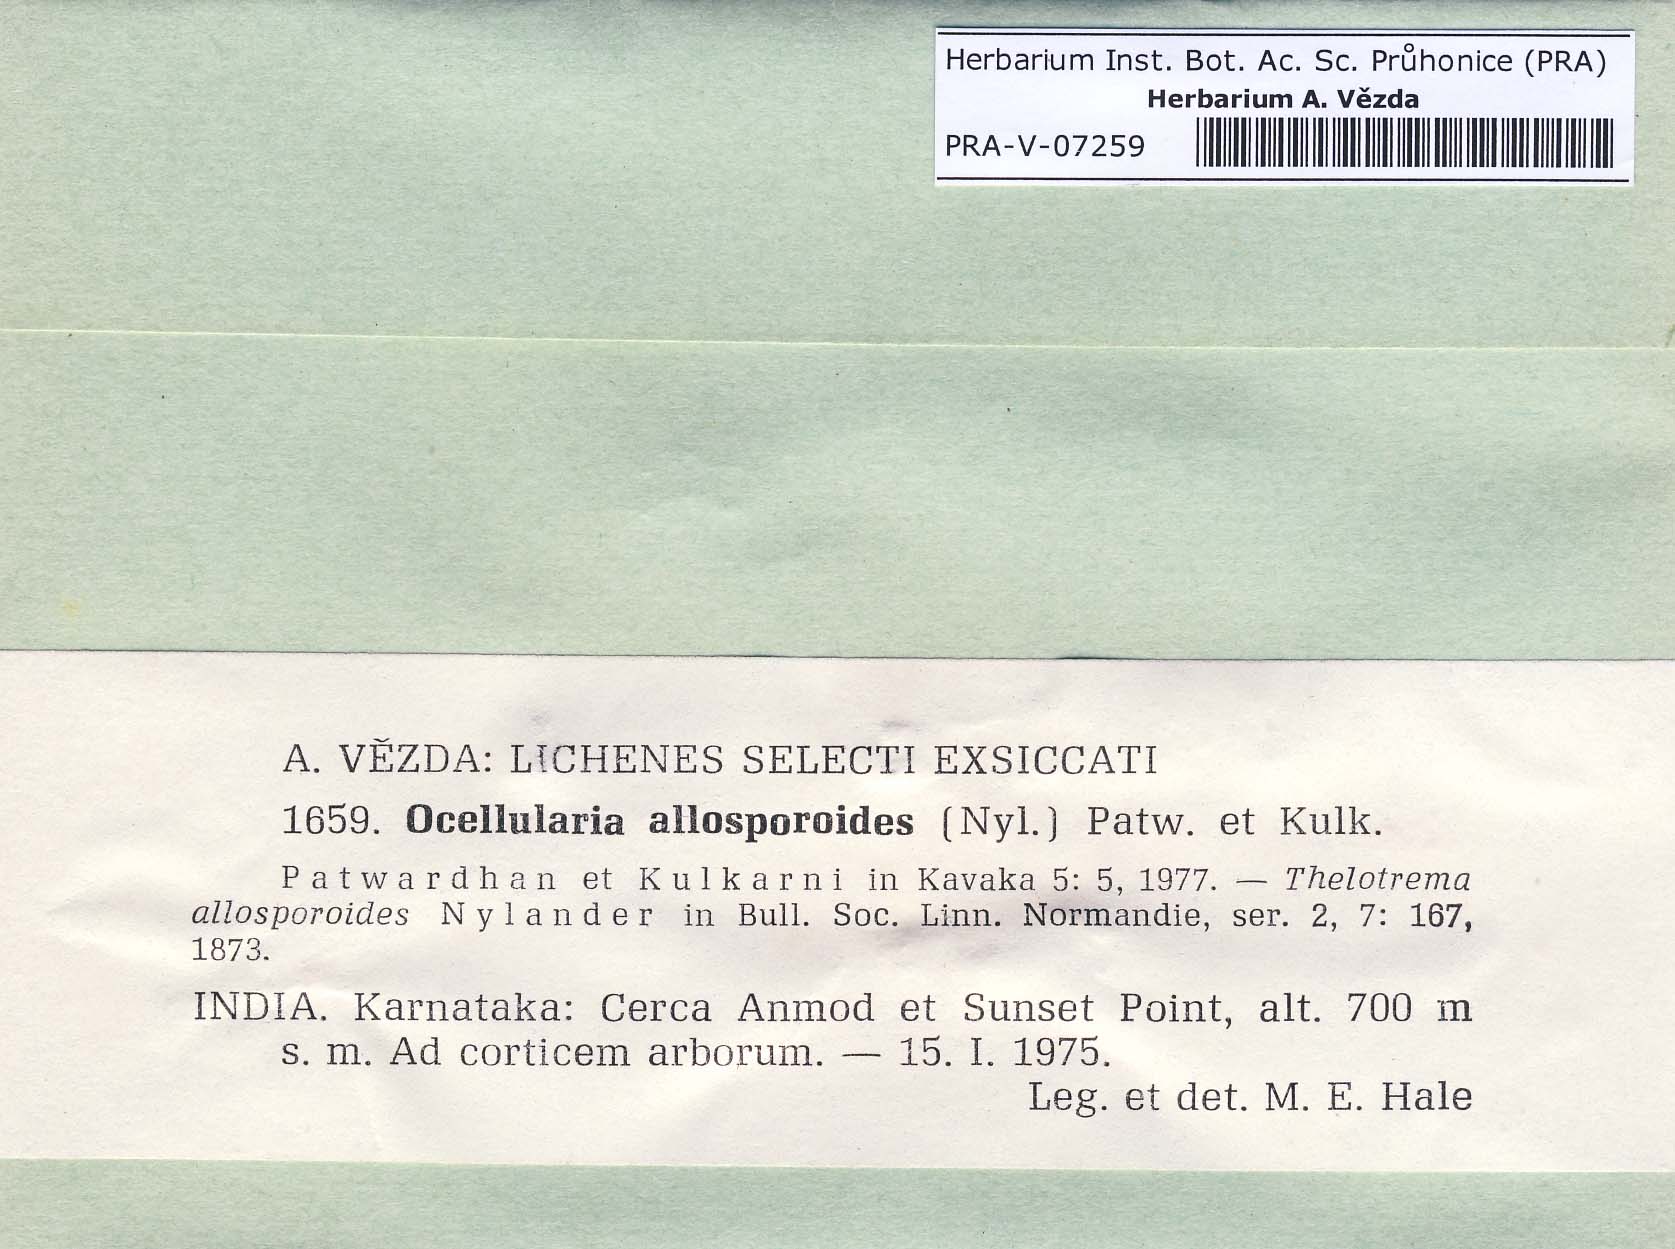 Herbarium Inst. Bot. Ac. Sc. Průhonice (PRA)
Herbarium A. Vězda
PRA-V-07259
A. VĚZDA: LICHENES SELECTI EXSICCATI
1659. Ocellularia allosporoides (Nyl.) Patw. et Kulk.
Patwardhan et Kulkarni in Kavaka 5: 5, 1977. — Thelotrema
allosporoides Nylander in Bull. Soc. Linn. Normandie, ser. 2, 7: 167,
1873.
INDIA. Karnataka: Cerca Anmod et Sunset Point, alt. 700 m
s. m. Ad corticem arborum. — 15. I. 1975.
Leg. et det. M. E. Hale